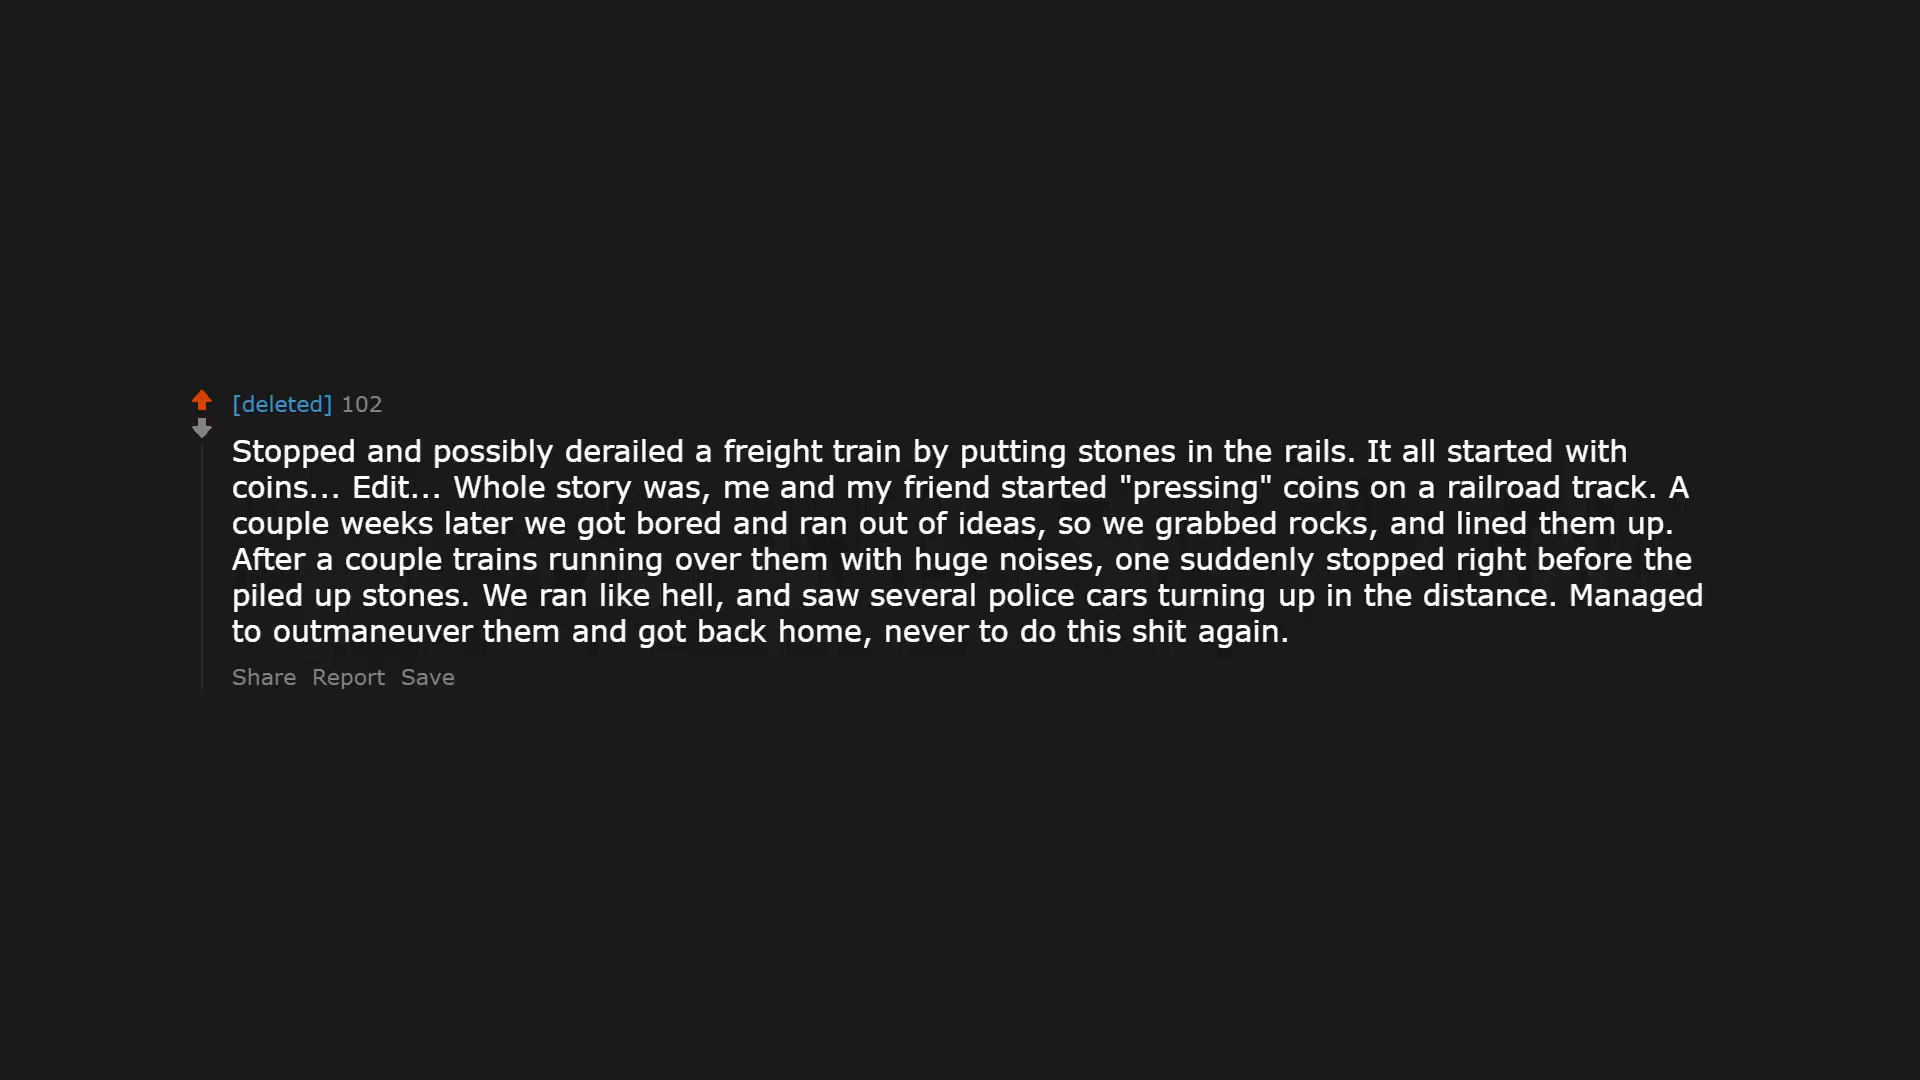 [deleted] 102
Stopped and possibly derailed a freight train by putting stones in the rails. It all started with
coins... Edit... Whole story was, me and my friend started "pressing" coins on a railroad track. A
couple weeks later we got bored and ran out of ideas, so we grabbed rocks, and lined them up.
After a couple trains running over them with huge noises, one suddenly stopped right before the
piled up stones. We ran like hell, and saw several police cars turning up in the distance. Managed
to outmaneuver them and got back home, never to do this shit again.
Share Report Save